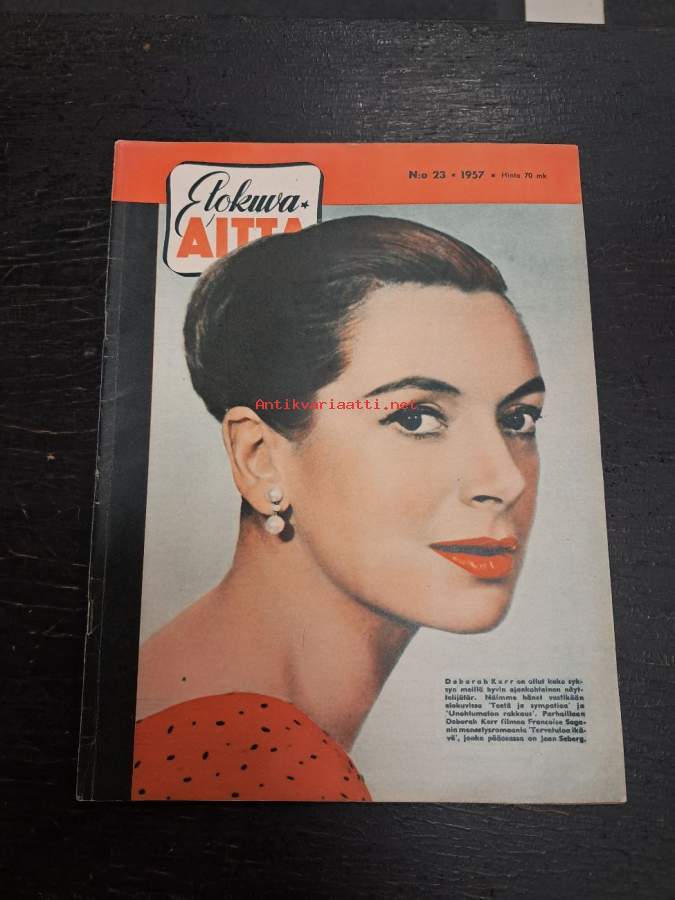 N:o 23 • 1957 • Hinta 70 mk
Elokuva-
AITTA
Antikvariaatti.net
Deborah Kerr on ollut koko syk-
syn meillä hyvin ajankohtainen näyt-
telijätär. Näimme hänet vastikään
elokuvissa 'Teetä ja sympatiaa' ja
'Unohtumaton rakkaus'. Parhaillaan
Deborah Kerr filmaa Francoise Saga-
nin menestysromaania 'Tervetuloa ikä-
vä', jonka pääosassa on Jean Seberg.